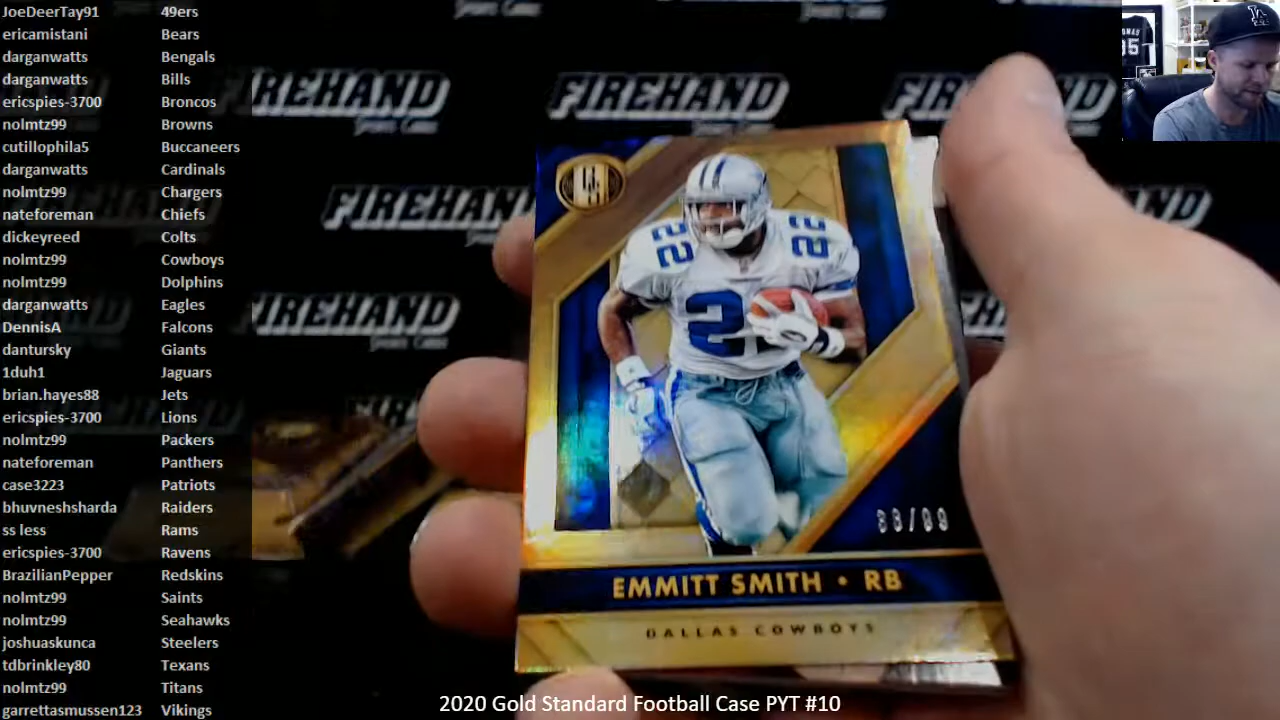 JoeDeerTay91 49ers
ericamistani Bears
darganwatts Bengals
darganwatts Bills
ericspies-3700 Broncos
nolmtz99 Browns
cutillophila5 Buccaneers
darganwatts Cardinals
nolmtz99 Chargers
nateforeman Chiefs
dickeyreed Colts
nolmtz99 Cowboys
nolmtz99 Dolphins
darganwatts Eagles
DennisA Falcons
dantursky Giants
1duh1 Jaguars
brian.hayes88 Jets
ericspies-3700 Lions
nolmtz99 Packers
nateforeman Panthers
case3223 Patriots
bhuvneshsharda Raiders
ss less Rams
ericspies-3700 Ravens
BrazilianPepper Redskins
nolmtz99 Saints
nolmtz99 Seahawks
joshuaskunca Steelers
tdbrinkley80 Texans
nolmtz99 Titans
garrettasmussen123 Vikings
FIREHAND
FIREHAND
FIREHAND
FIREHAND
FIREHAND
22
22
22
EMMITT SMITH • RB
DALLAS COWBOYS
2020 Gold Standard Football Case PYT #10